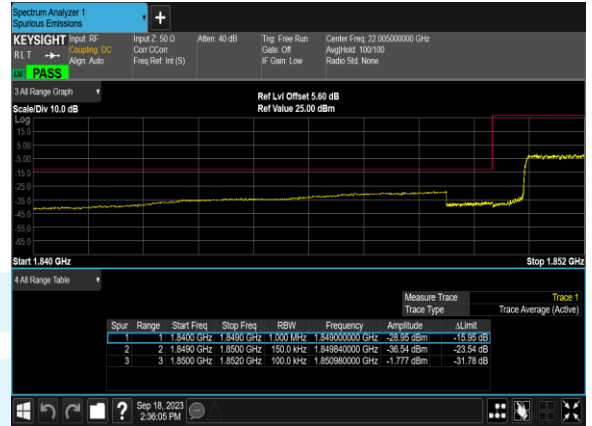 Spectrum Analyzer 1
Spurious Emissions
KEYSIGHT Input: RF Input Z: 50 Ω Atten: 40 dB Trig: Free Run Center Freq: 22.005000000 GHz
RLT Coupling: DC Corr CCorr Gate: Off Avg|Hold: 100/100
Align: Auto Freq Ref: Int (S) IF Gain: Low Radio Std: None
PASS
3 All Range Graph
Ref Lvl Offset 5.60 dB
Scale/Div 10.0 dB Ref Value 25.00 dBm
Log
15.0
5.00
-5.00
-15.0
-25.0
-35.0
-45.0
-55.0
-65.0
Start 1.840 GHz Stop 1.852 GHz
4 All Range Table
Measure Trace Trace 1
Trace Type Trace Average (Active)
Spur Range Start Freq Stop Freq RBW Frequency Amplitude ΔLimit
1 1 1.8400 GHz 1.8490 GHz 1.000 MHz 1.849000000 GHz -28.95 dBm -15.95 dB
2 2 1.8490 GHz 1.8500 GHz 150.0 kHz 1.849840000 GHz -36.54 dBm -23.54 dB
3 3 1.8500 GHz 1.8520 GHz 100.0 kHz 1.850980000 GHz -1.777 dBm -31.78 dB
Sep 18, 2023
2:36:05 PM